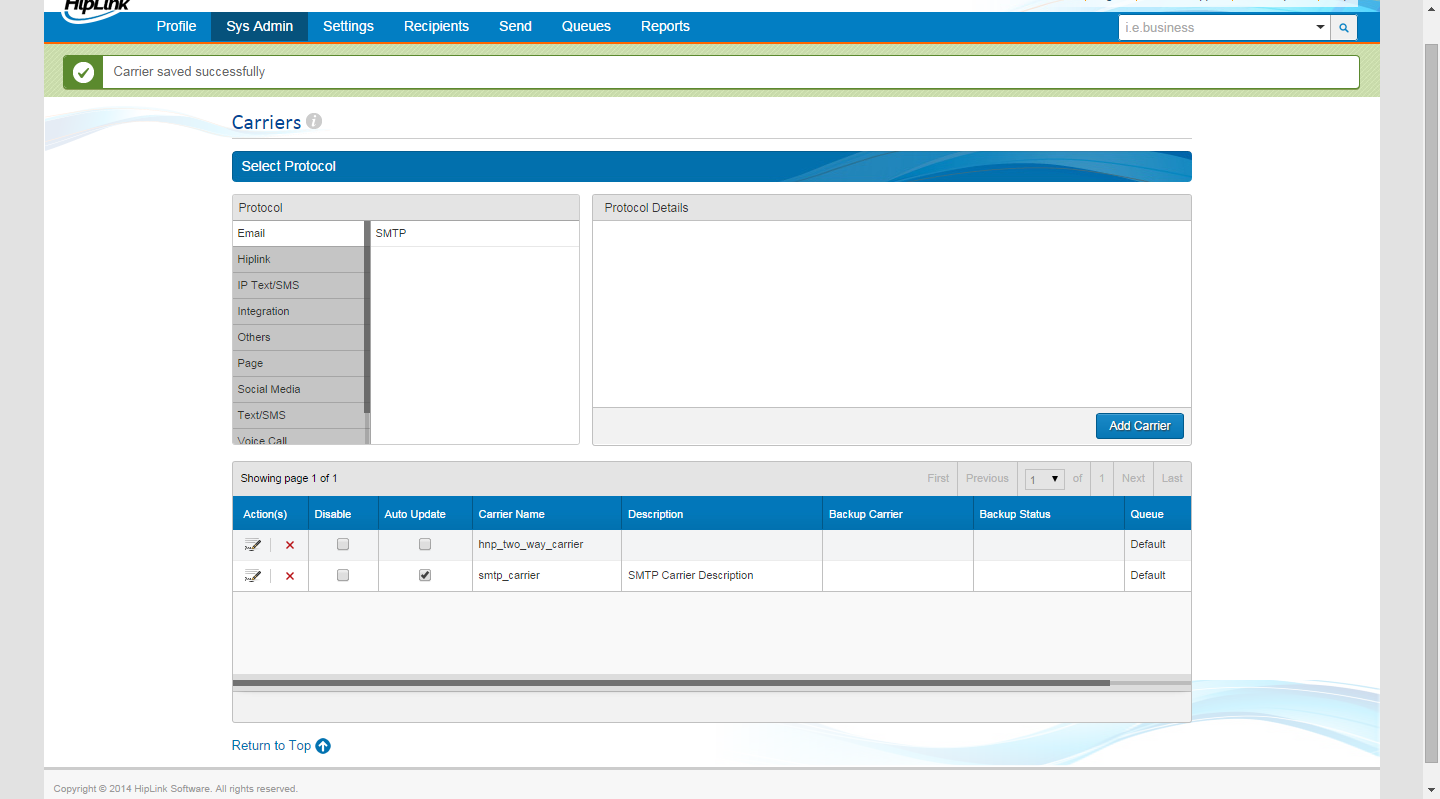 HipLink
Profile Sys Admin Settings Recipients Send Queues Reports i.e.business
Carrier saved successfully
Carriers i
Select Protocol
Protocol
Email SMTP
Hiplink
IP Text/SMS
Integration
Others
Page
Social Media
Text/SMS
Voice Call
Protocol Details
Add Carrier
Showing page 1 of 1 First Previous 1 of 1 Next Last
Action(s) Disable Auto Update Carrier Name Description Backup Carrier Backup Status Queue
hnp_two_way_carrier Default
smtp_carrier SMTP Carrier Description Default
Return to Top
Copyright © 2014 HipLink Software. All rights reserved.